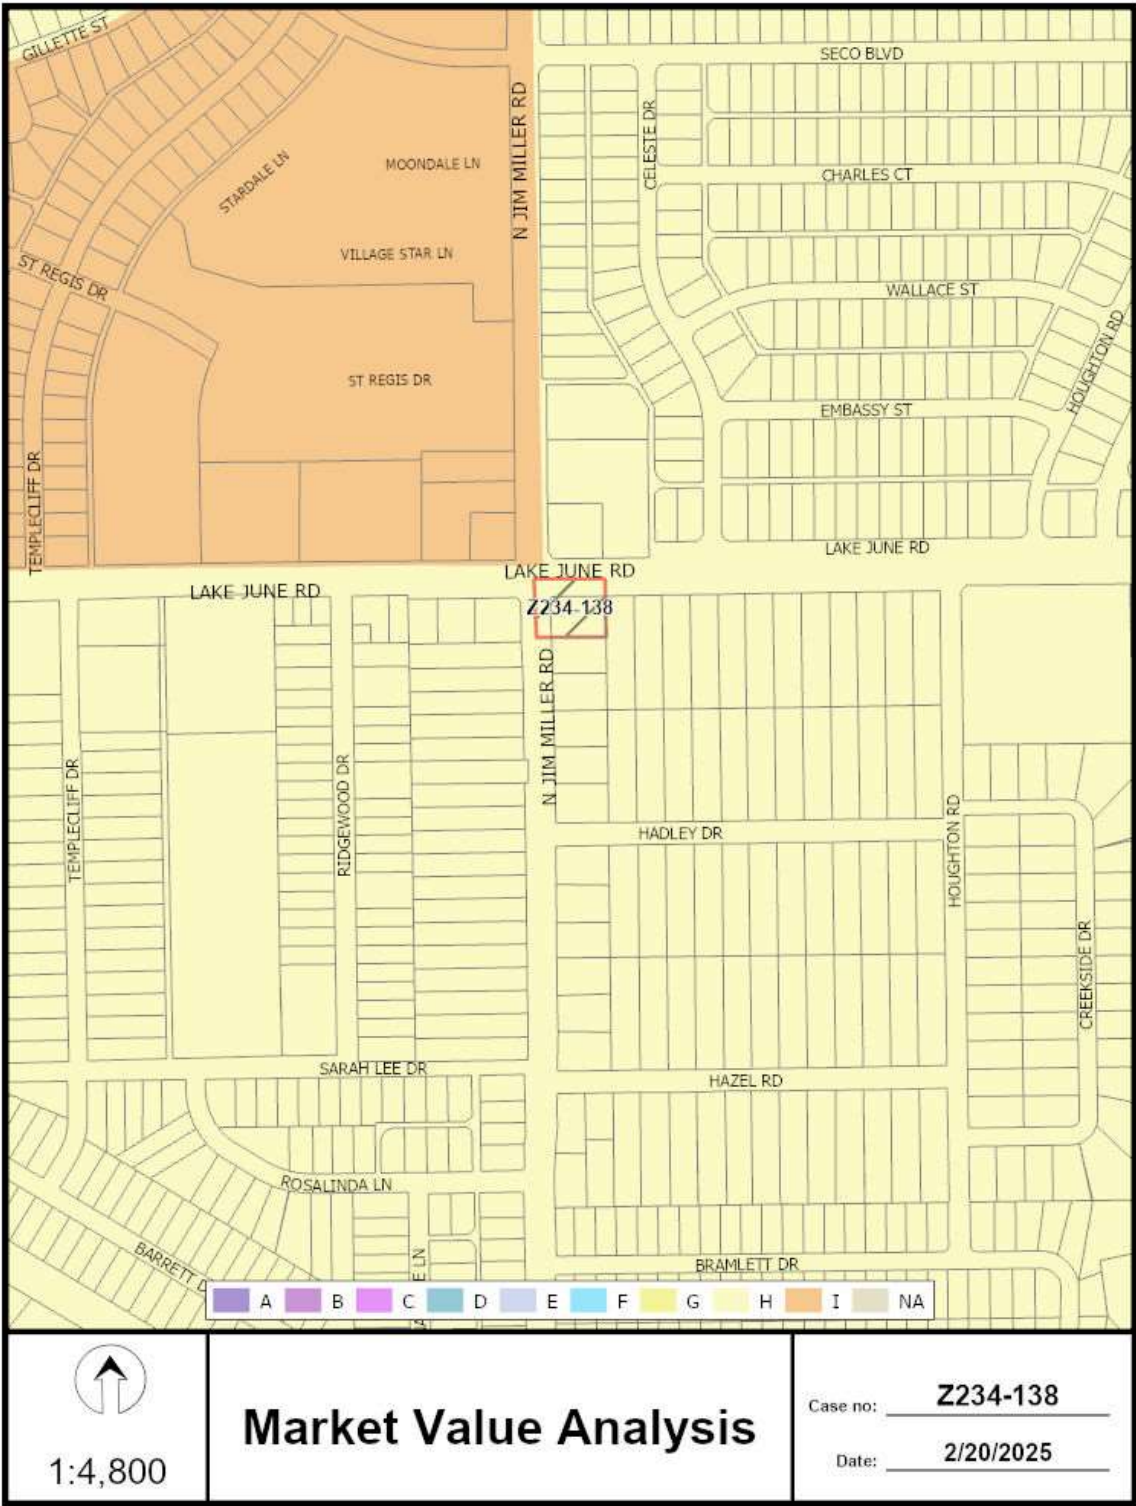 GILLETTE ST
SECO BLVD
N JIM MILLER RD
CELESTE DR
MOONDALE LN
STARDALE LN
CHARLES CT
VILLAGE STAR LN
ST REGIS DR
WALLACE ST
HOUGHTON RD
ST REGIS DR
EMBASSY ST
TEMPLECLIFF DR
LAKE JUNE RD
LAKE JUNE RD
LAKE JUNE RD
Z234-138
N JIM MILLER RD
TEMPLECLIFF DR
RIDGEWOOD DR
HADLEY DR
HOUGHTON RD
CREEKSIDE DR
SARAH LEE DR
HAZEL RD
ROSALINDA LN
BARRETT D
E LN
BRAMLETT DR
A B C D E F G H I NA
1:4,800
Market Value Analysis
Case no: Z234-138
Date: 2/20/2025